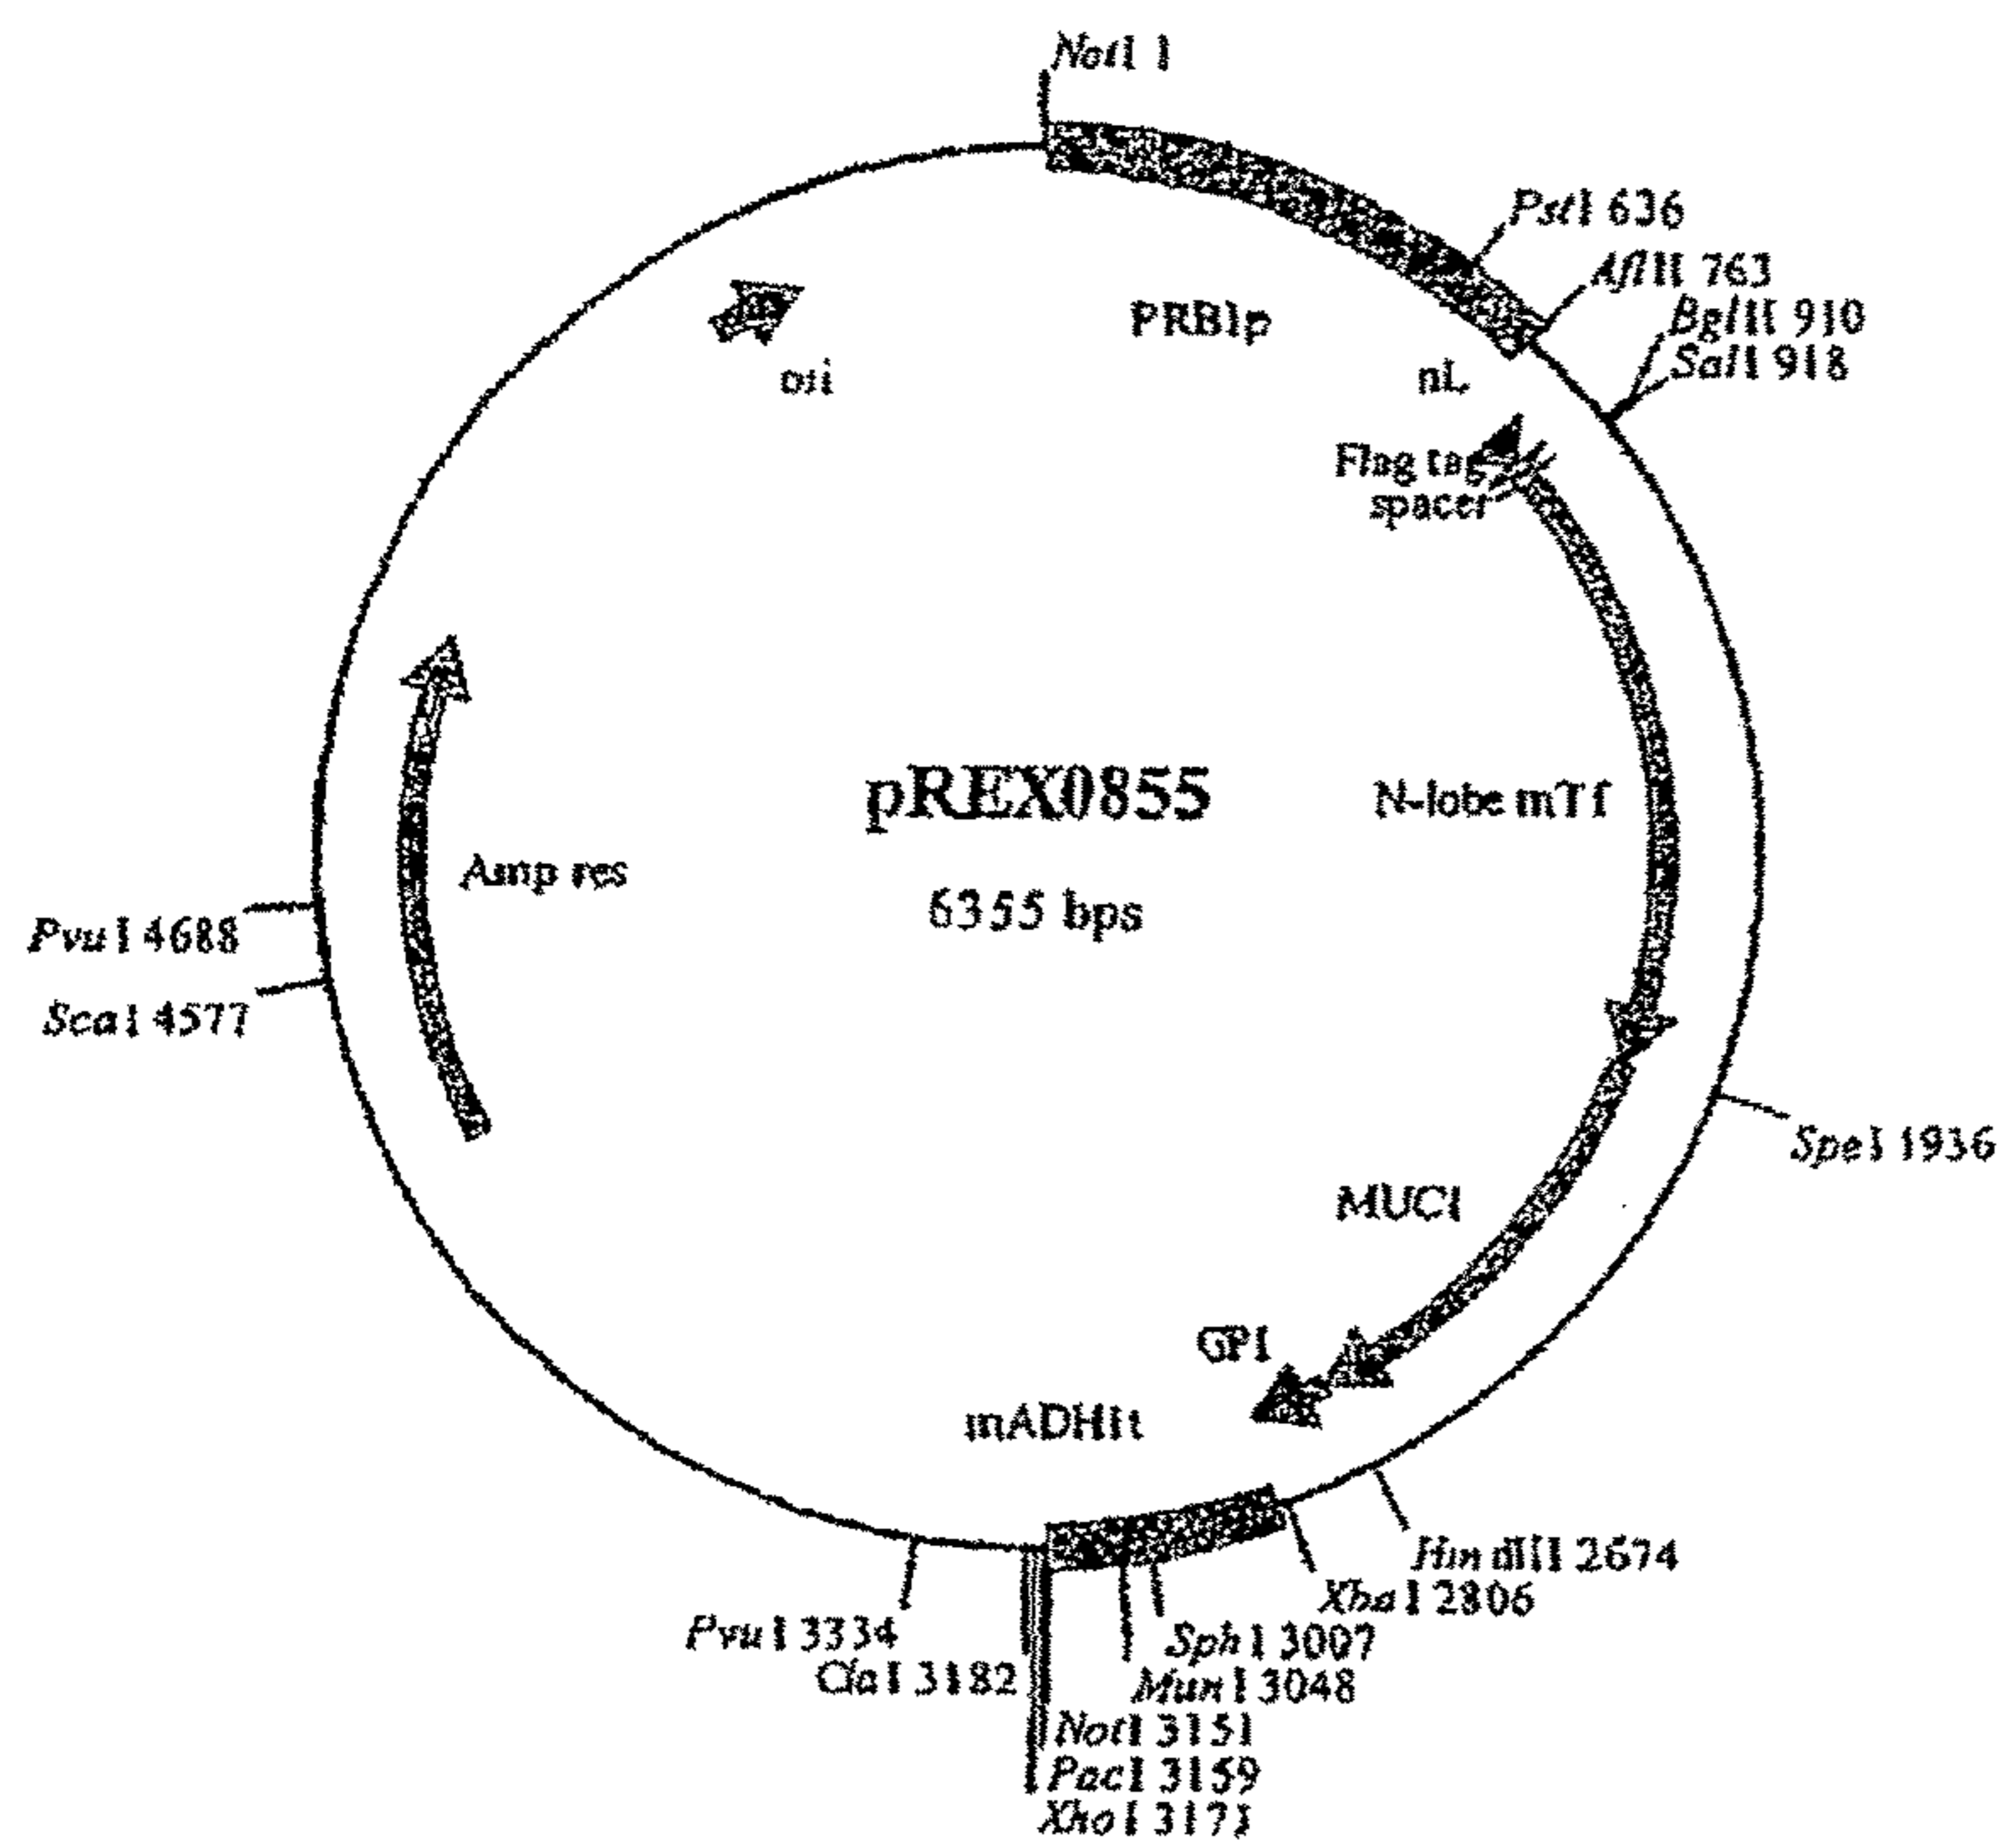 NotI 1
PstI 636
AflII 763
BglII 910
SalI 918
PRB1p
ori
nL
Flag tag
spacer
pREX0855
6355 bps
N-lobe mTf
Amp res
PvuI 4688
ScaI 4577
SpeI 1936
MUC1
GPI
mADH1t
HindIII 2674
XbaI 2806
SphI 3007
MunI 3048
PvuI 3334
ClaI 3182
NotI 3151
PacI 3159
XhoI 3171